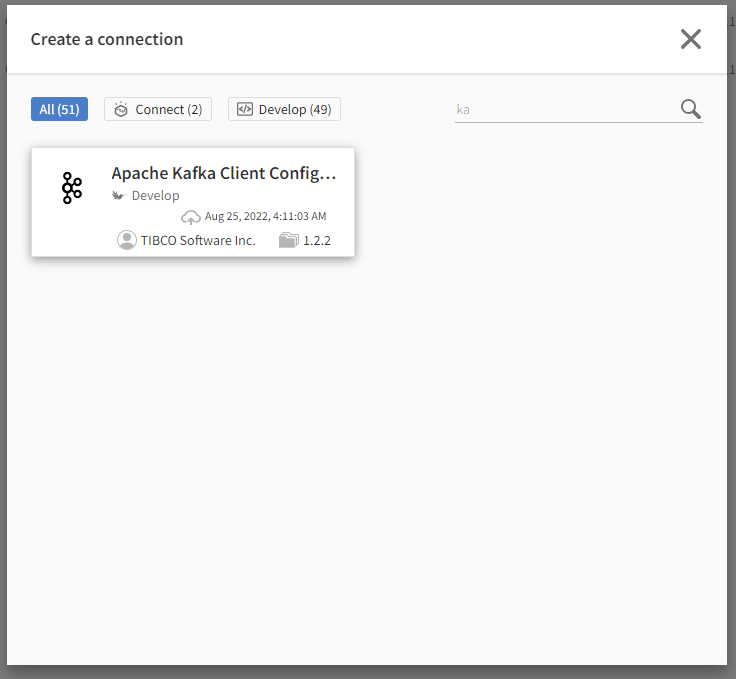 Create a connection
All (51) Connect (2) Develop (49) ka
Apache Kafka Client Config...
Develop
Aug 25, 2022, 4:11:03 AM
TIBCO Software Inc. 1.2.2